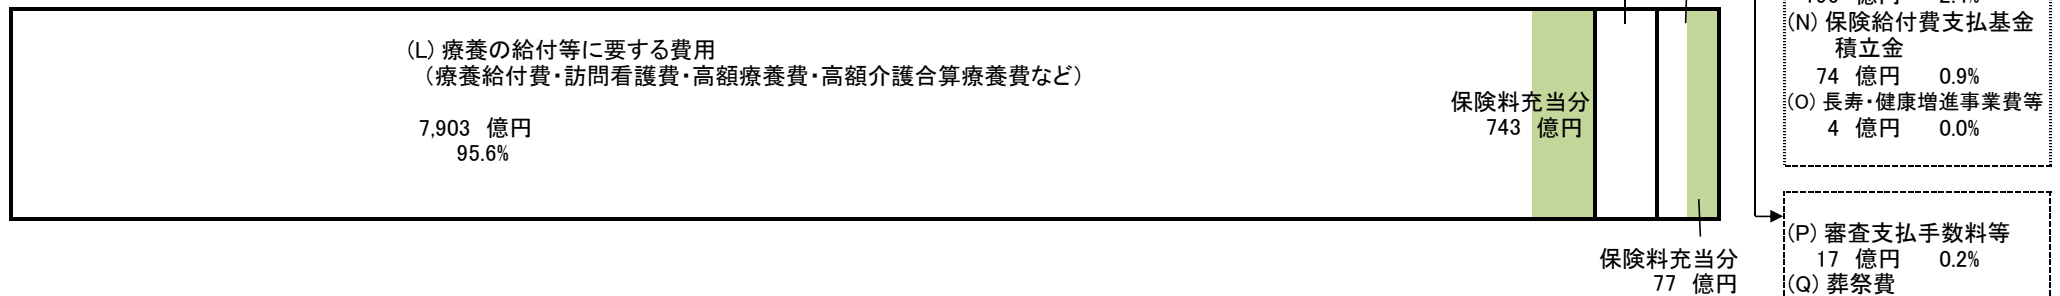 (L) 療養の給付等に要する費用
(療養給付費・訪問看護費・高額療養費・高額介護合算療養費など)
7,903 億円
95.6%
保険料充当分
743 億円
保険料充当分
77 億円
(N) 保険給付費支払基金
積立金
74 億円 0.9%
(O) 長寿・健康増進事業費等
4 億円 0.0%
(P) 審査支払手数料等
17 億円 0.2%
(Q) 葬祭費